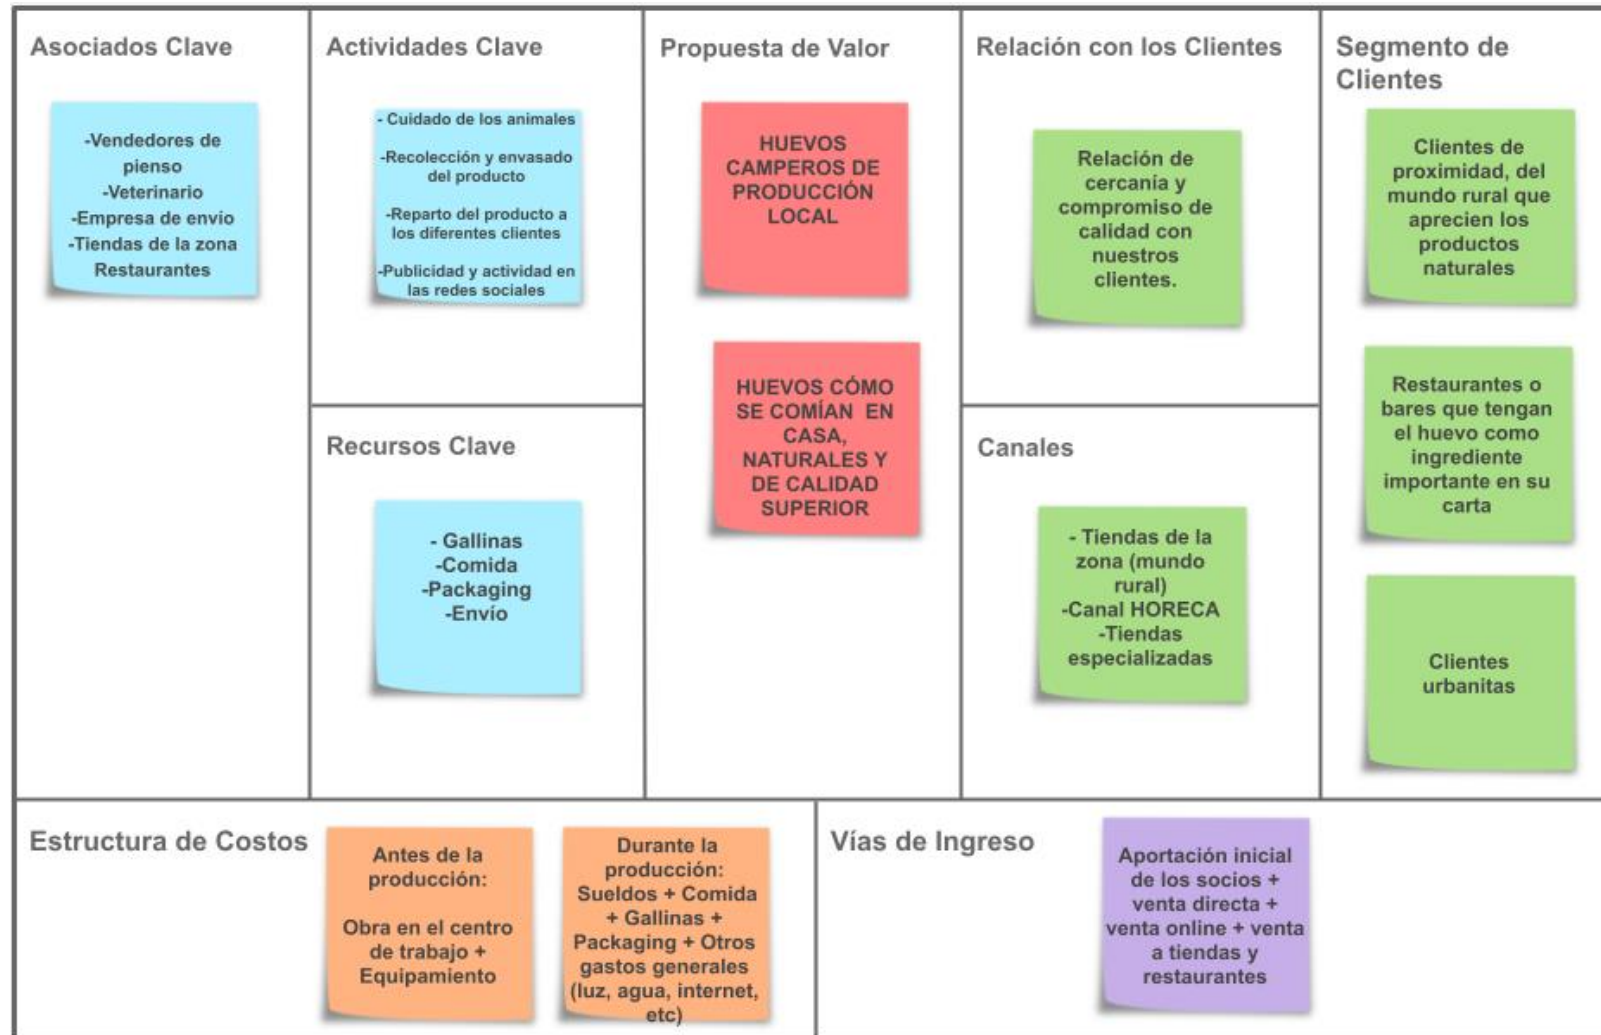 Asociados Clave
-Vendedores de
pienso
-Veterinario
-Empresa de envío
-Tiendas de la zona
Restaurantes
Actividades Clave
- Cuidado de los animales
-Recolección y envasado
del producto
-Reparto del producto a
los diferentes clientes
-Publicidad y actividad en
las redes sociales
Recursos Clave
- Gallinas
-Comida
-Packaging
-Envío
Propuesta de Valor
HUEVOS
CAMPEROS DE
PRODUCCIÓN
LOCAL
HUEVOS CÓMO
SE COMÍAN EN
CASA,
NATURALES Y
DE CALIDAD
SUPERIOR
Relación con los Clientes
Relación de
cercanía y
compromiso de
calidad con
nuestros
clientes.
Canales
- Tiendas de la
zona (mundo
rural)
-Canal HORECA
-Tiendas
especializadas
Segmento de
Clientes
Clientes de
proximidad, del
mundo rural que
aprecien los
productos
naturales
Restaurantes o
bares que tengan
el huevo como
ingrediente
importante en su
carta
Clientes
urbanitas
Estructura de Costos
Antes de la
producción:
Obra en el centro
de trabajo +
Equipamiento
Durante la
producción:
Sueldos + Comida
+ Gallinas +
Packaging + Otros
gastos generales
(luz, agua, internet,
etc)
Vías de Ingreso
Aportación inicial
de los socios +
venta directa +
venta online + venta
a tiendas y
restaurantes